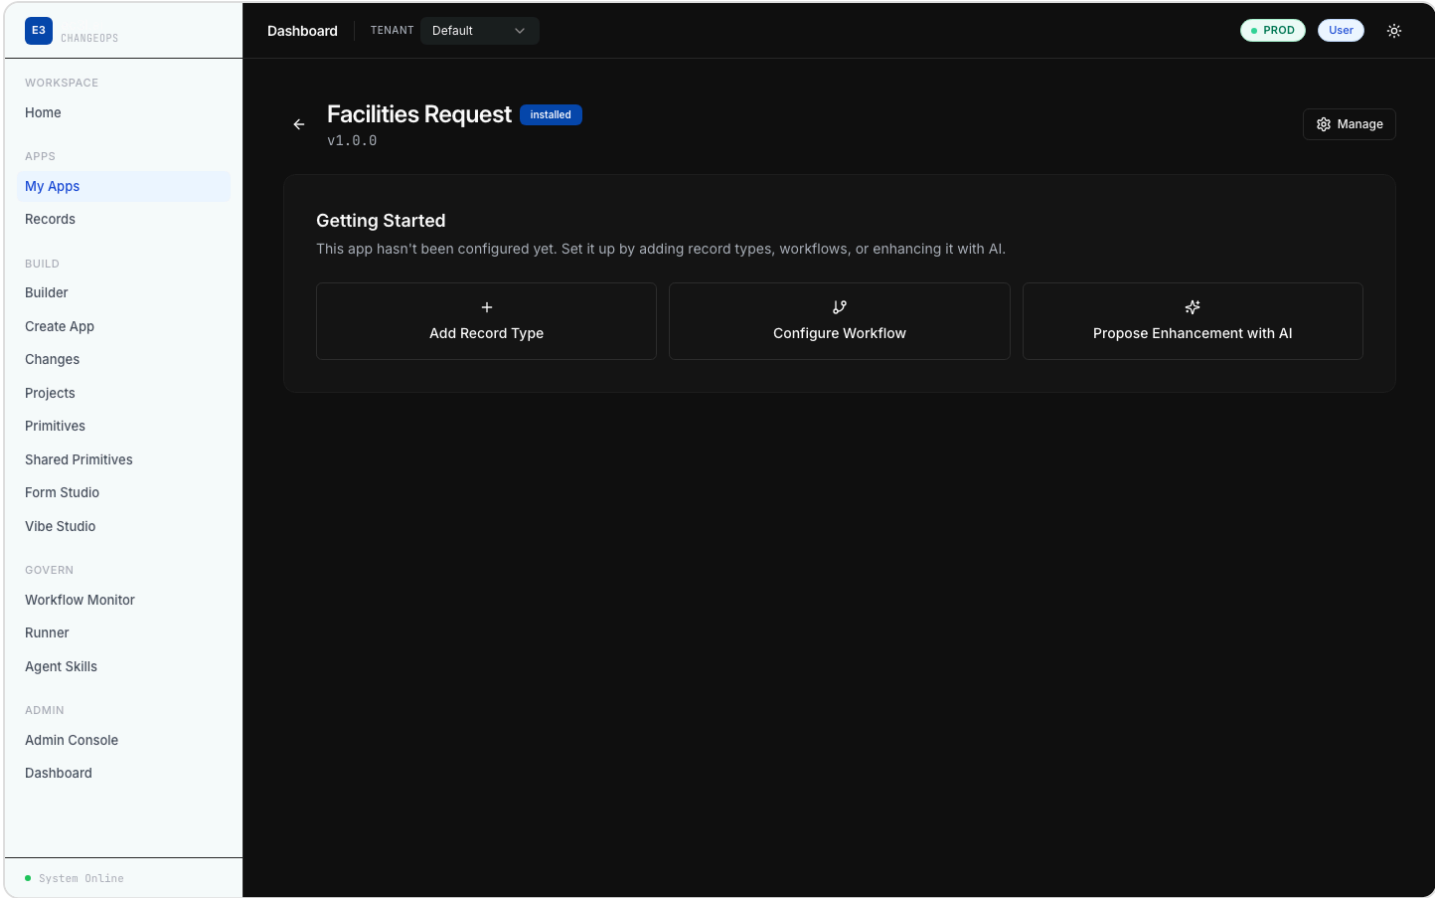 E3
CHANGEOPS
WORKSPACE
Home
APPS
My Apps
Records
BUILD
Builder
Create App
Changes
Projects
Primitives
Shared Primitives
Form Studio
Vibe Studio
GOVERN
Workflow Monitor
Runner
Agent Skills
ADMIN
Admin Console
Dashboard
System Online
Dashboard
TENANT
Default
PROD
User
Facilities Request
installed
v1.0.0
Manage
Getting Started
This app hasn't been configured yet. Set it up by adding record types, workflows, or enhancing it with AI.
Add Record Type
Configure Workflow
Propose Enhancement with AI